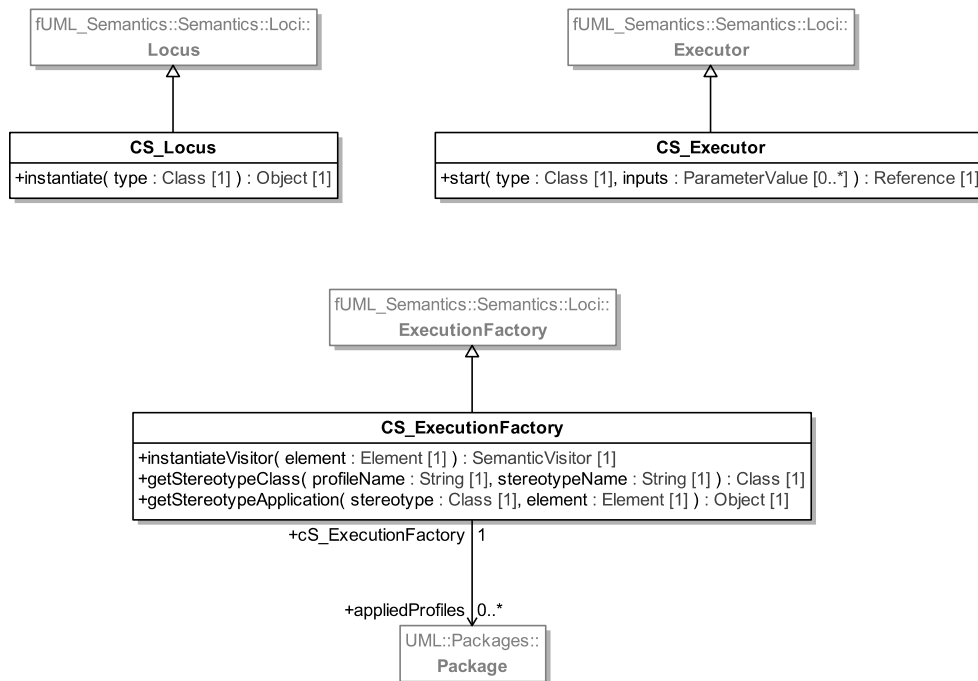 fUML_Semantics::Semantics::Loci::
Locus
fUML_Semantics::Semantics::Loci::
Executor
CS_Locus
+instantiate( type : Class [1] ) : Object [1]
CS_Executor
+start( type : Class [1], inputs : ParameterValue [0..*] ) : Reference [1]
fUML_Semantics::Semantics::Loci::
ExecutionFactory
CS_ExecutionFactory
+instantiateVisitor( element : Element [1] ) : SemanticVisitor [1]
+getStereotypeClass( profileName : String [1], stereotypeName : String [1] ) : Class [1]
+getStereotypeApplication( stereotype : Class [1], element : Element [1] ) : Object [1]
+cS_ExecutionFactory 1
+appliedProfiles 0..*
UML::Packages::
Package